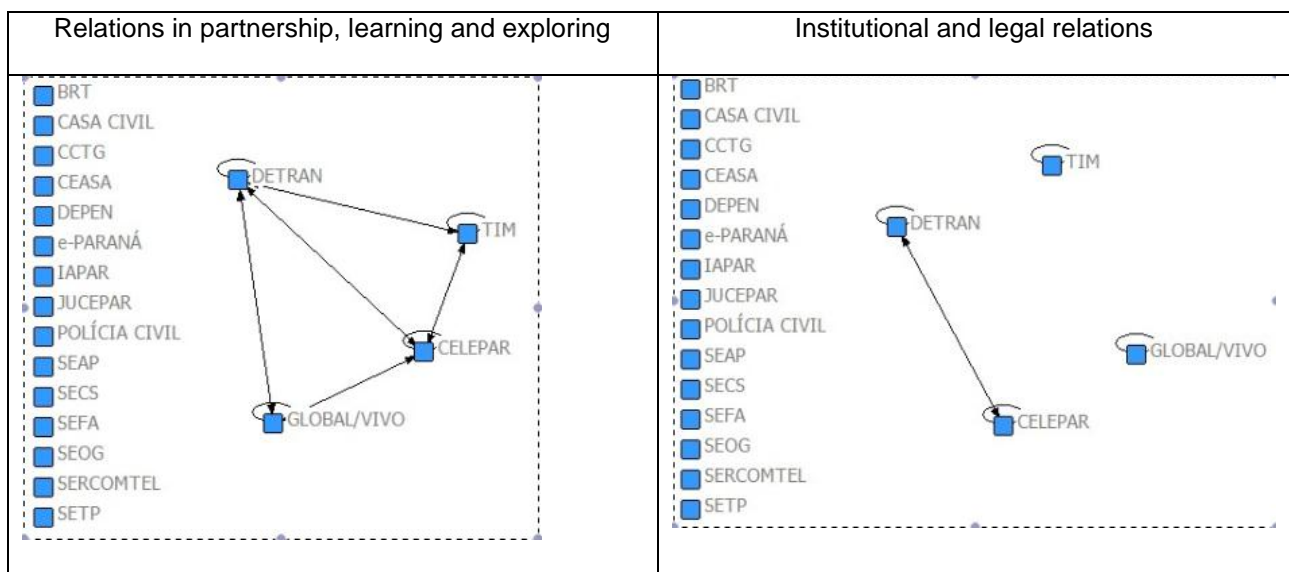 Relations in partnership, learning and exploring
Institutional and legal relations
BRT
CASA CIVIL
CCTG
CEASA
DEPEN
e-PARANÁ
IAPAR
JUCEPAR
POLÍCIA CIVIL
SEAP
SECS
SEFA
SEOG
SERCOMTEL
SETP
DETRAN
TIM
CELEPAR
GLOBAL/VIVO
BRT
CASA CIVIL
CCTG
CEASA
DEPEN
e-PARANÁ
IAPAR
JUCEPAR
POLÍCIA CIVIL
SEAP
SECS
SEFA
SEOG
SERCOMTEL
SETP
TIM
DETRAN
GLOBAL/VIVO
CELEPAR